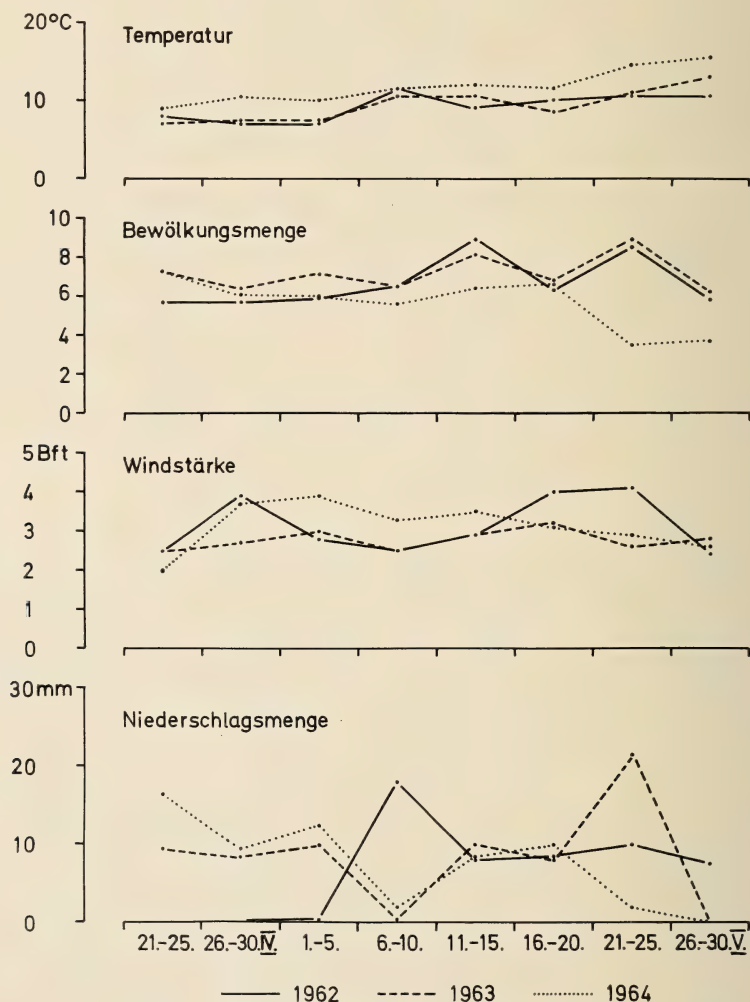 20°C
Temperatur
10
0
10
Bewölkungsmenge
8
6
4
2
0
5 Bft
Windstärke
4
3
2
1
0
30 mm
Niederschlagsmenge
20
10
0
21.-25. 26.-30.IV. 1.-5. 6.-10. 11.-15. 16.-20. 21.-25. 26.-30.V.
1962 1963 1964